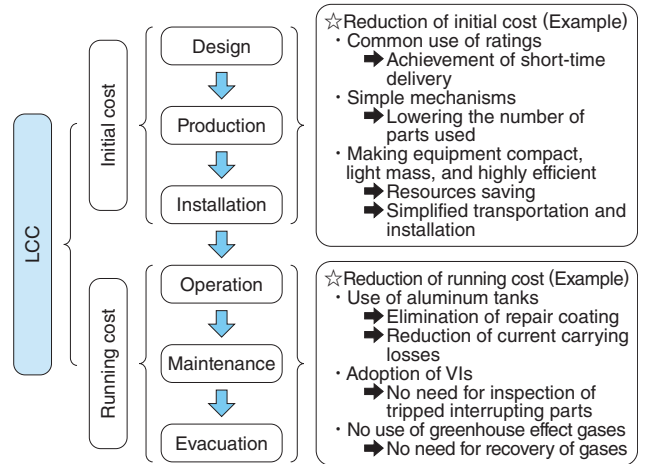 LCC
Initial cost
Design
Production
Installation
☆Reduction of initial cost (Example)
・Common use of ratings
➡Achievement of short-time
delivery
・Simple mechanisms
➡Lowering the number of
parts used
・Making equipment compact,
light mass, and highly efficient
➡Resources saving
➡Simplified transportation and
installation
Running cost
Operation
Maintenance
Evacuation
☆Reduction of running cost (Example)
・Use of aluminum tanks
➡Elimination of repair coating
➡Reduction of current carrying
losses
・Adoption of VIs
➡No need for inspection of
tripped interrupting parts
・No use of greenhouse effect gases
➡No need for recovery of gases